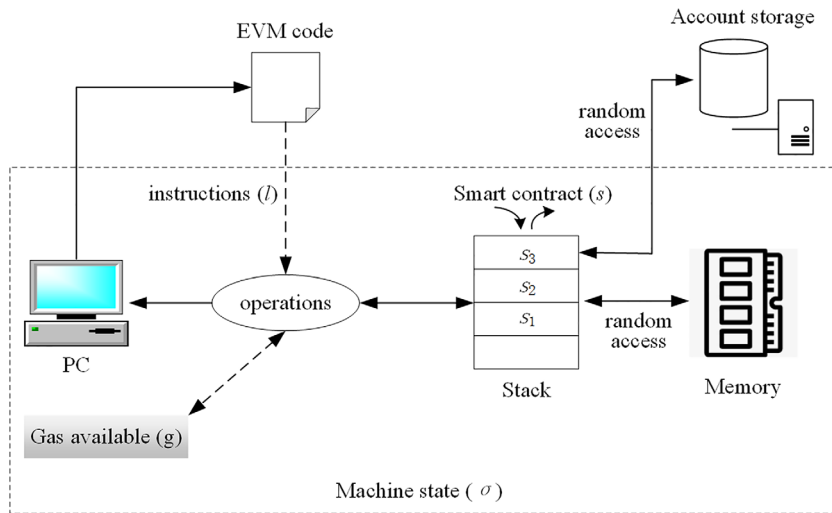 EVM code
Account storage
random
access
instructions (l)
Smart contract (s)
s3
s2
s1
operations
random
access
PC
Stack
Memory
Gas available (g)
Machine state ( σ )